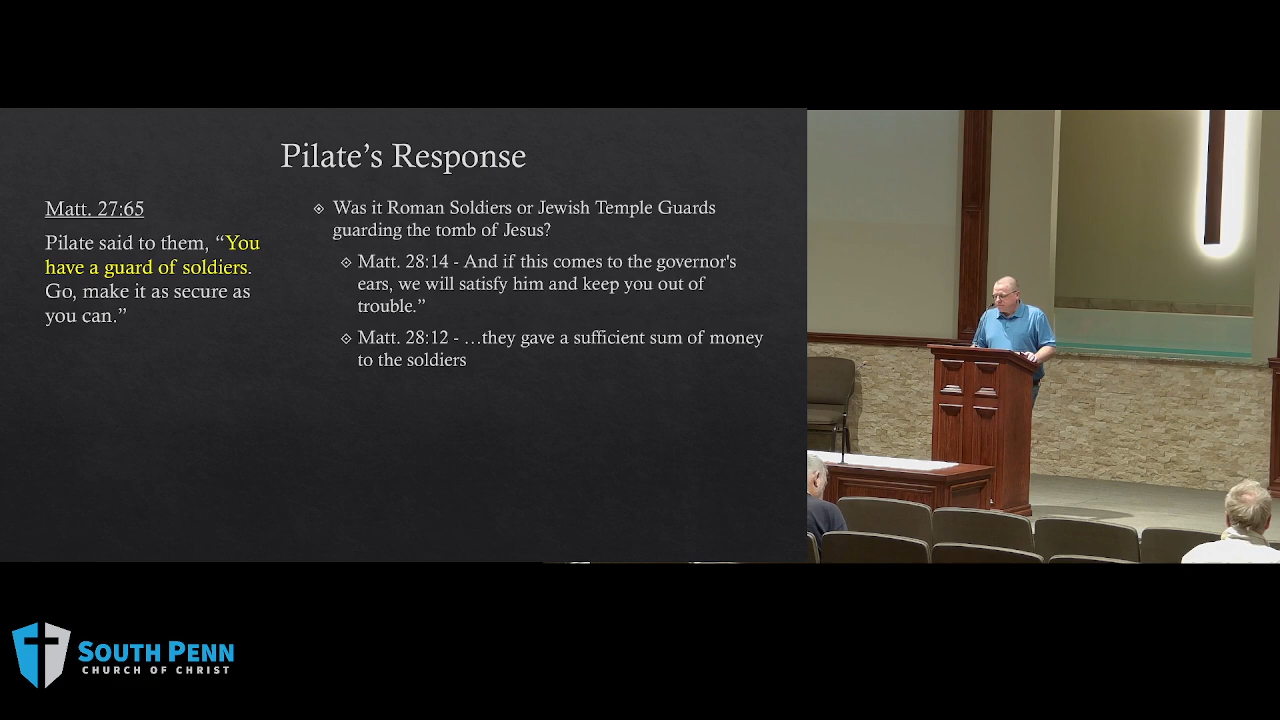 Pilate's Response
Matt. 27:65
Pilate said to them, “You
have a guard of soldiers.
Go, make it as secure as
you can.”
Was it Roman Soldiers or Jewish Temple Guards
guarding the tomb of Jesus?
Matt. 28:14 - And if this comes to the governor's
ears, we will satisfy him and keep you out of
trouble.”
Matt. 28:12 - …they gave a sufficient sum of money
to the soldiers
SOUTH PENN
CHURCH OF CHRIST